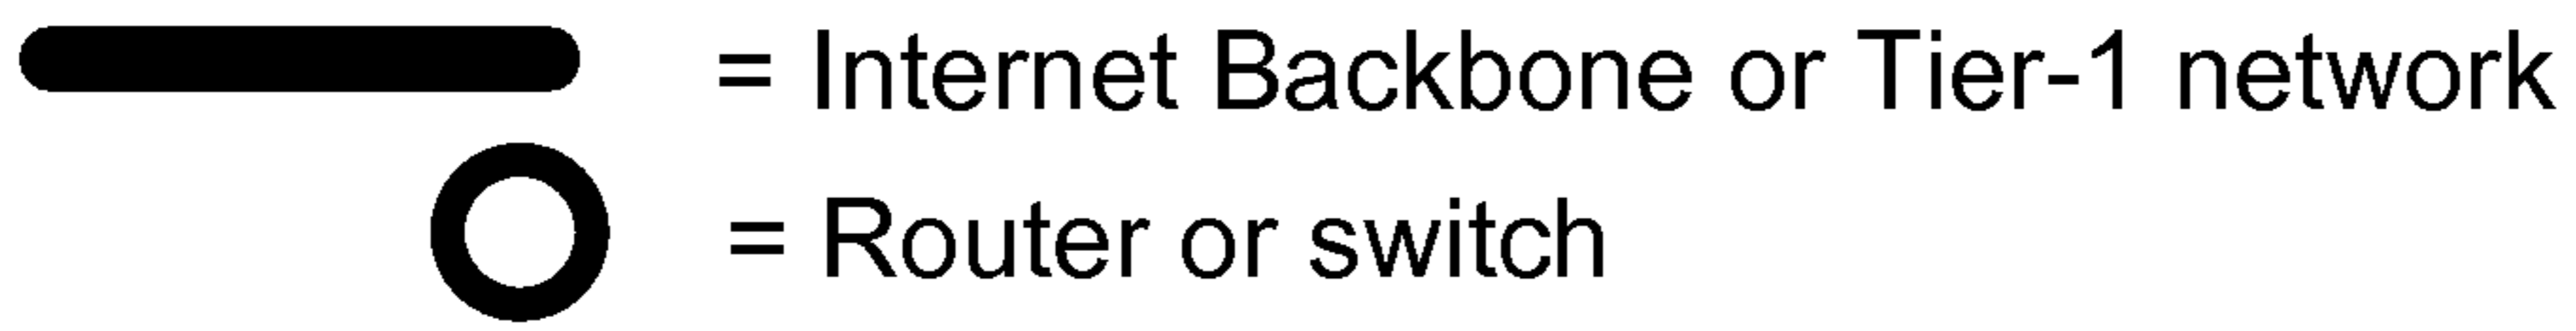 = Internet Backbone or Tier-1 network
= Router or switch